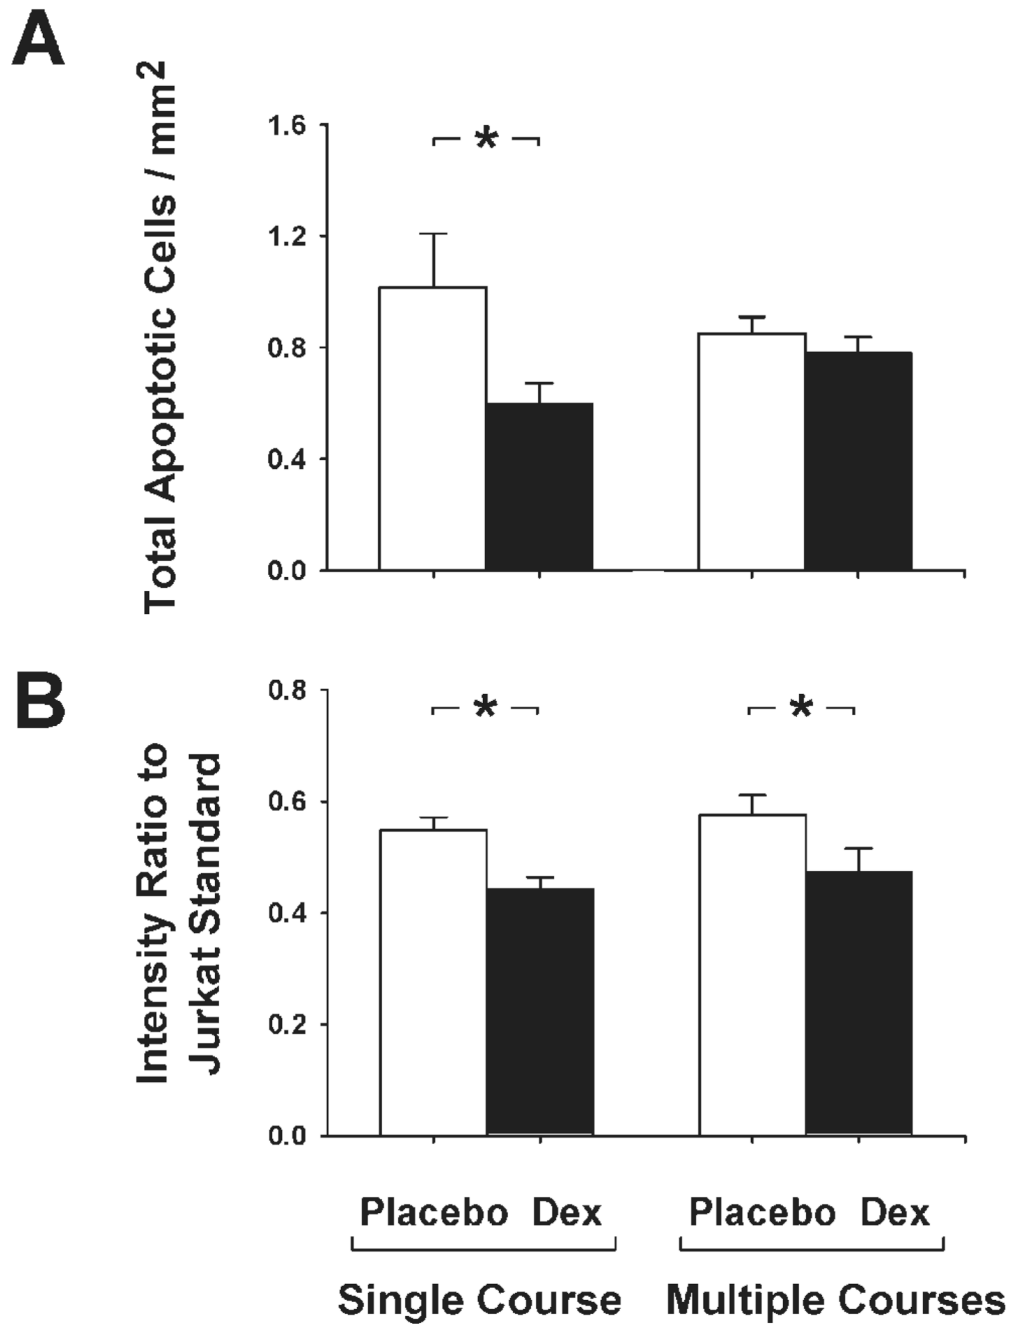 A
Total Apoptotic Cells / mm²
1.6
1.2
0.8
0.4
0.0
*
B
Intensity Ratio to
Jurkat Standard
0.8
0.6
0.4
0.2
0.0
* *
Placebo Dex Placebo Dex
Single Course Multiple Courses